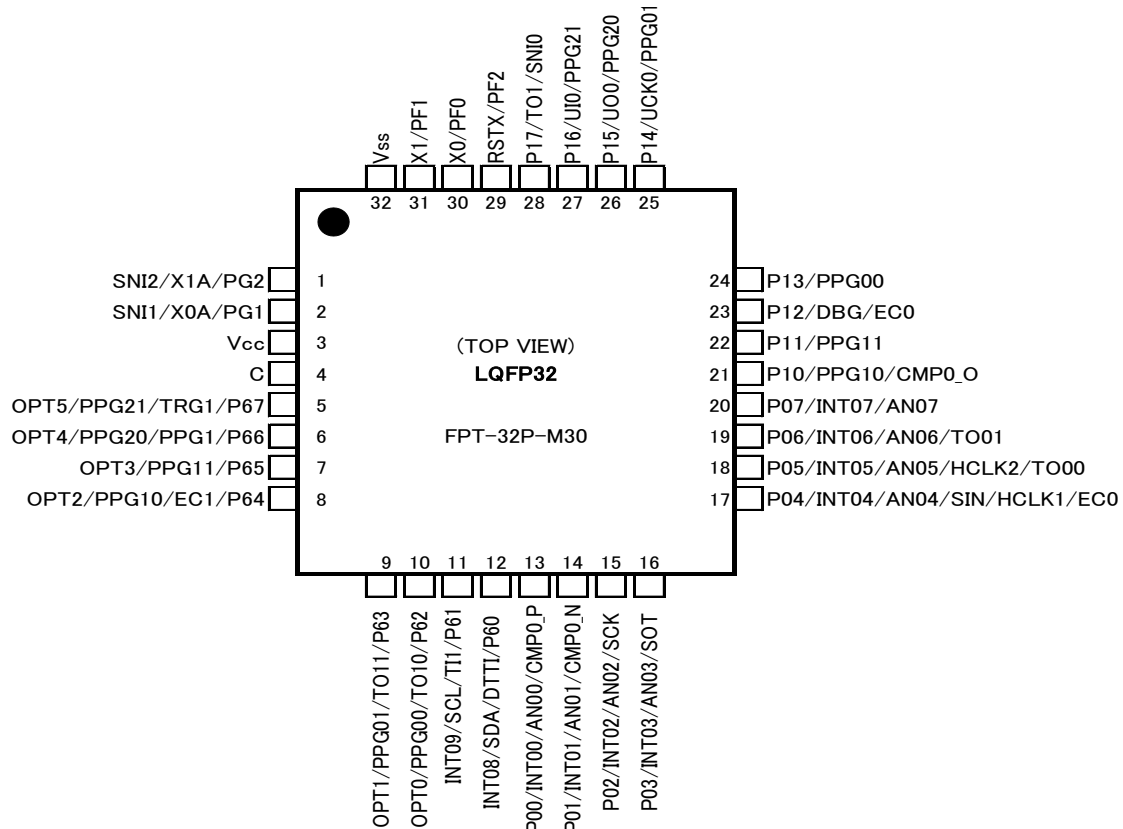 Vss
X1/PF1
X0/PF0
RSTX/PF2
P17/TO1/SNI0
P16/UI0/PPG21
P15/UO0/PPG20
P14/UCK0/PPG01
32 31 30 29 28 27 26 25
SNI2/X1A/PG2 1
SNI1/X0A/PG1 2
Vcc 3
C 4
OPT5/PPG21/TRG1/P67 5
OPT4/PPG20/PPG1/P66 6
OPT3/PPG11/P65 7
OPT2/PPG10/EC1/P64 8
(TOP VIEW)
LQFP32
FPT-32P-M30
24 P13/PPG00
23 P12/DBG/EC0
22 P11/PPG11
21 P10/PPG10/CMP0_O
20 P07/INT07/AN07
19 P06/INT06/AN06/TO01
18 P05/INT05/AN05/HCLK2/TO00
17 P04/INT04/AN04/SIN/HCLK1/EC0
9 10 11 12 13 14 15 16
OPT1/PPG01/TO11/P63
OPT0/PPG00/TO10/P62
INT09/SCL/TI1/P61
INT08/SDA/DTTI/P60
P00/INT00/AN00/CMP0_P
P01/INT01/AN01/CMP0_N
P02/INT02/AN02/SCK
P03/INT03/AN03/SOT